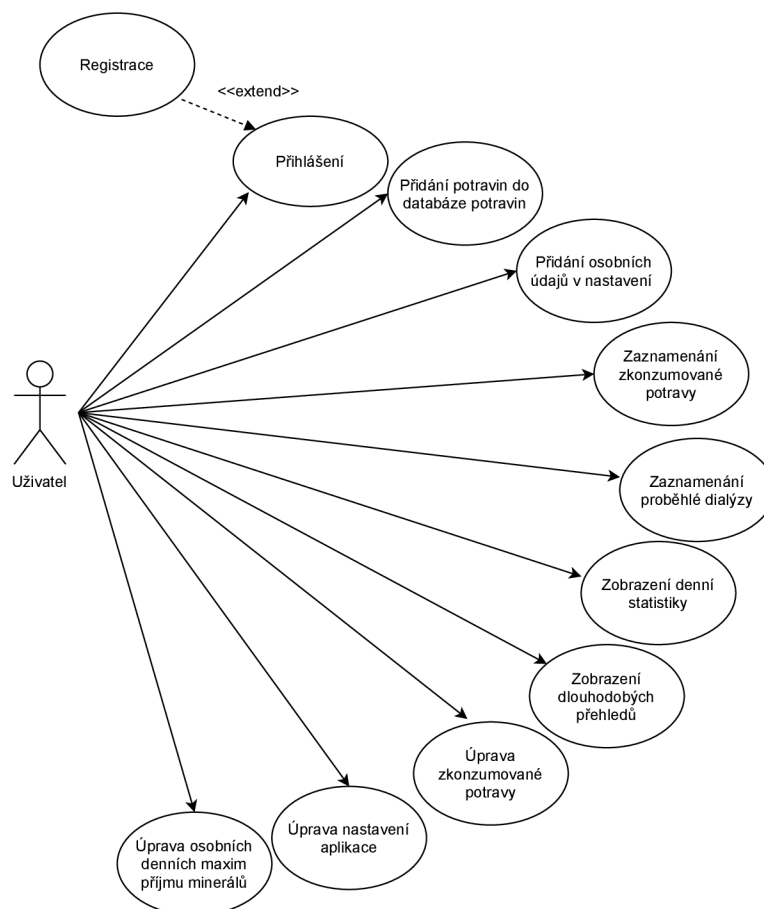 Registrace
<<extend>>
Přihlášení
Přidání potravin do
databáze potravin
Přidání osobních
údajů v nastavení
Zaznamenání
zkonzumované
potravy
Zaznamenání
proběhlé dialýzy
Uživatel
Zobrazení denní
statistiky
Zobrazení
dlouhodobých
přehledů
Úprava
zkonzumované
potravy
Úprava nastavení
aplikace
Úprava osobních
denních maxim
příjmu minerálů